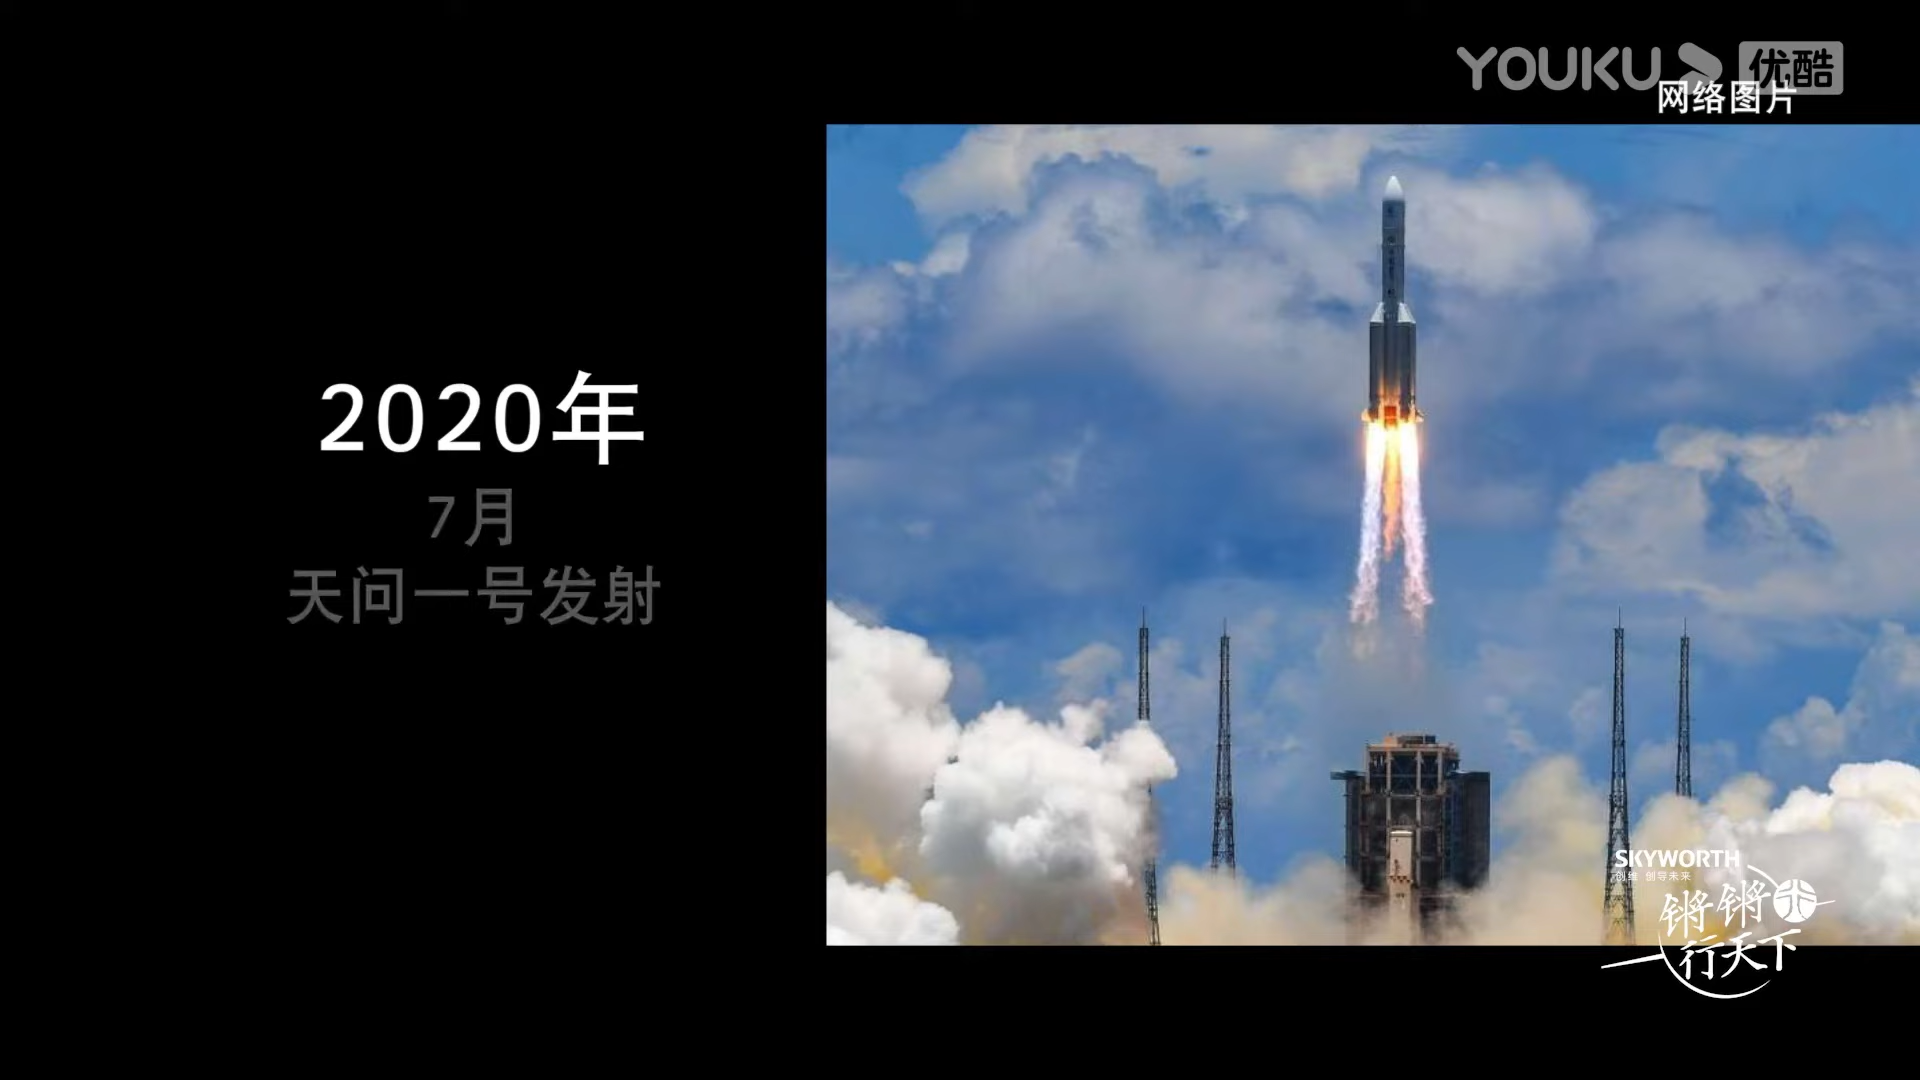 YOUKU 优酷
网络图片
2020年
7月
天问一号发射
SKYWORTH
创维 创导未来
锵锵
行天下